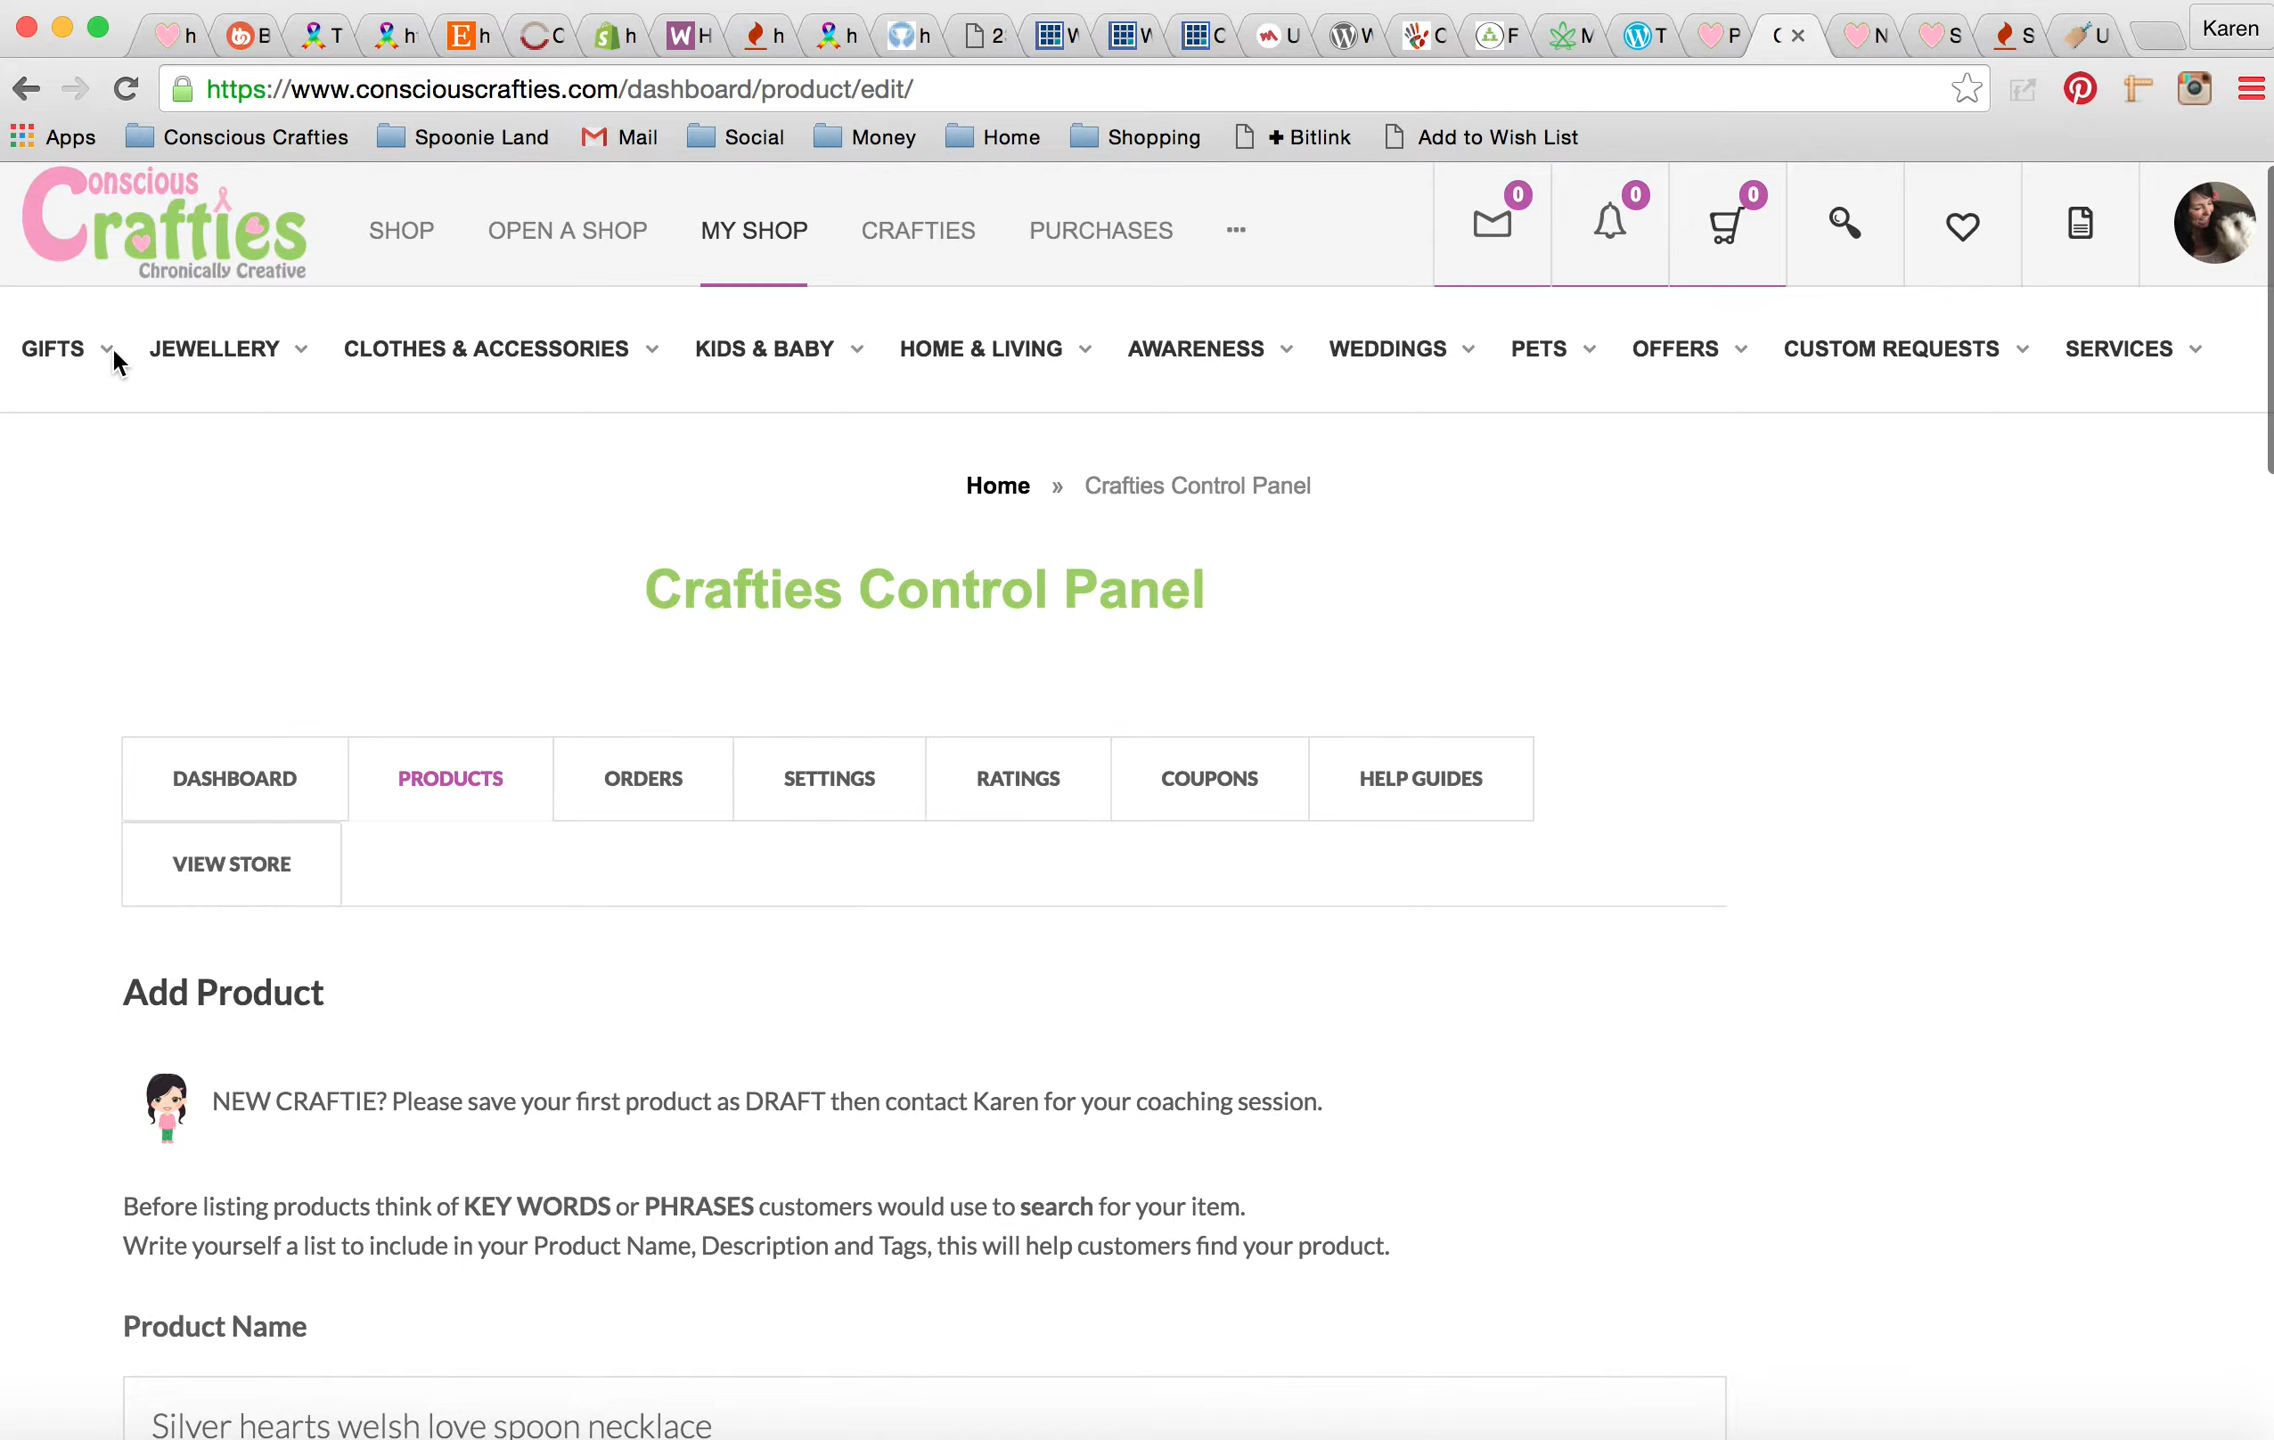 h B T h h C h H h h h 2 W W C U W C F M T P C N S S U Karen
https://www.consciouscrafties.com/dashboard/product/edit/
Apps Conscious Crafties Spoonie Land Mail Social Money Home Shopping + Bitlink Add to Wish List
Conscious Crafties Chronically Creative
SHOP OPEN A SHOP MY SHOP CRAFTIES PURCHASES ••• 0 0 0
GIFTS JEWELLERY CLOTHES & ACCESSORIES KIDS & BABY HOME & LIVING AWARENESS WEDDINGS PETS OFFERS CUSTOM REQUESTS SERVICES
Home » Crafties Control Panel
Crafties Control Panel
DASHBOARD PRODUCTS ORDERS SETTINGS RATINGS COUPONS HELP GUIDES
VIEW STORE
Add Product
NEW CRAFTIE? Please save your first product as DRAFT then contact Karen for your coaching session.
Before listing products think of KEY WORDS or PHRASES customers would use to search for your item.
Write yourself a list to include in your Product Name, Description and Tags, this will help customers find your product.
Product Name
Silver hearts welsh love spoon necklace